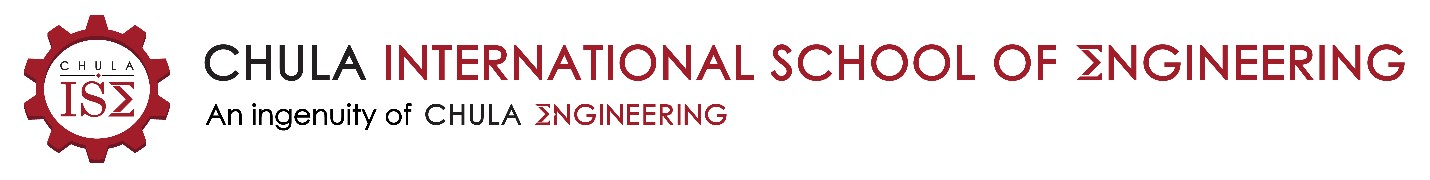 CHULA
ISΣ
CHULA INTERNATIONAL SCHOOL OF ΣNGINEERING
An ingenuity of CHULA ΣNGINEERING